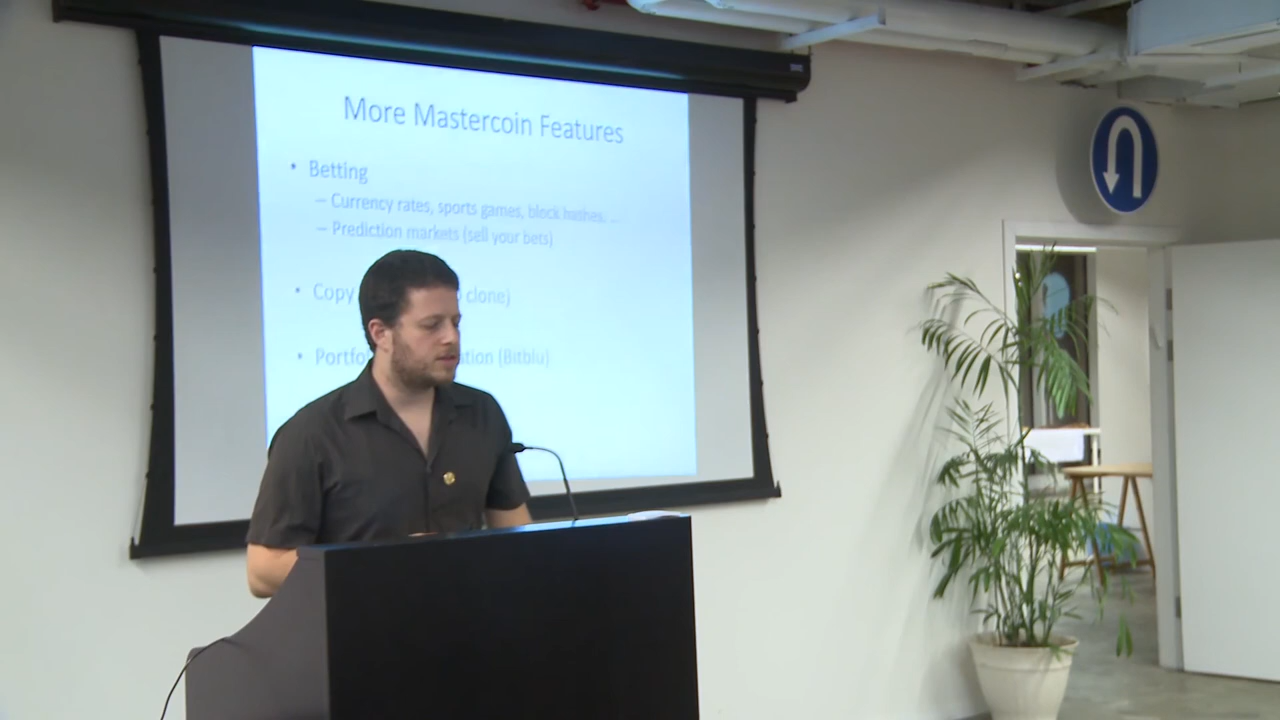 More Mastercoin Features
• Betting
– Currency rates, sports games, block hashes, ...
– Prediction markets (sell your bets)
• Copy clone)
• Portfo ation (Bitblu)